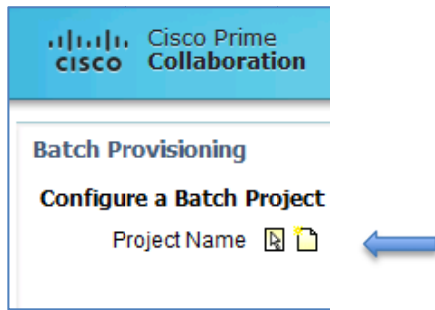 Cisco Prime
CISCO Collaboration
Batch Provisioning
Configure a Batch Project
Project Name